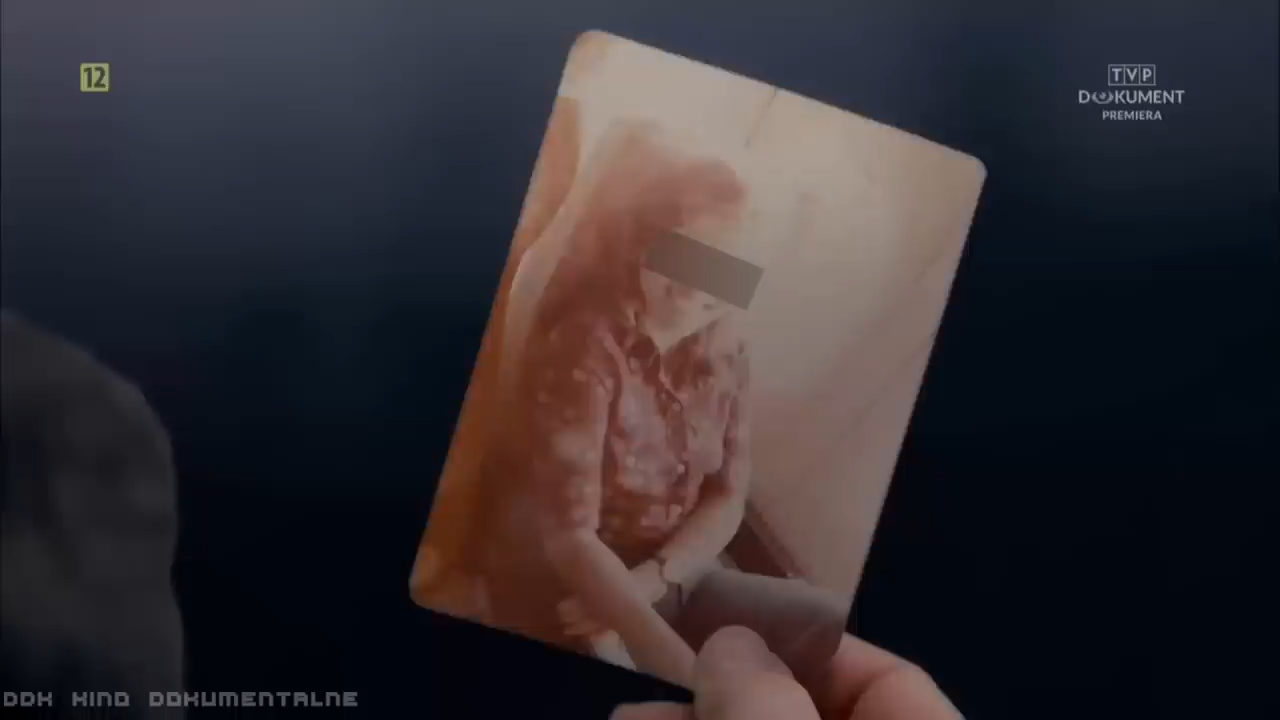 12
TVP
DOKUMENT
PREMIERA
DDK KINO DOKUMENTALNE